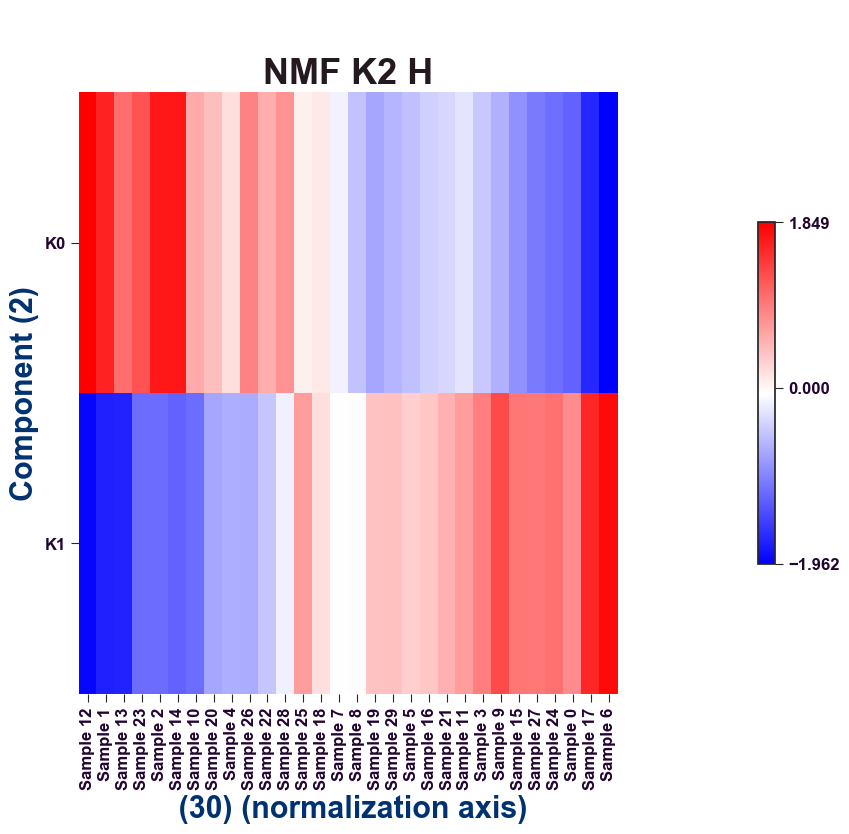 NMF K2 H
Component (2)
K0
K1
1.849
0.000
−1.962
Sample 12
Sample 1
Sample 13
Sample 23
Sample 2
Sample 14
Sample 10
Sample 20
Sample 4
Sample 26
Sample 22
Sample 28
Sample 25
Sample 18
Sample 7
Sample 8
Sample 19
Sample 29
Sample 5
Sample 16
Sample 21
Sample 11
Sample 3
Sample 9
Sample 15
Sample 27
Sample 24
Sample 0
Sample 17
Sample 6
(30) (normalization axis)